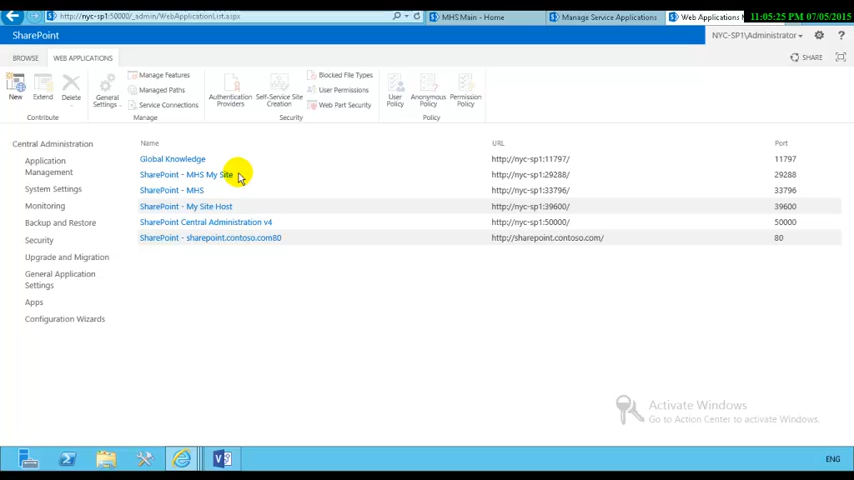 http://nyc-sp1:50000/_admin/WebApplicationList.aspx
MHS Main - Home
Manage Service Applications
Web Applications
11:05:25 PM 07/05/2015
SharePoint
NYC-SP1\Administrator
?
BROWSE
WEB APPLICATIONS
SHARE
New
Extend
Delete
General Settings
Manage Features
Managed Paths
Service Connections
Authentication Providers
Self-Service Site Creation
Blocked File Types
User Permissions
Web Part Security
User Policy
Anonymous Policy
Permission Policy
Contribute
Manage
Security
Policy
Central Administration
Application Management
System Settings
Monitoring
Backup and Restore
Security
Upgrade and Migration
General Application Settings
Apps
Configuration Wizards
Name URL Port
Global Knowledge http://nyc-sp1:11797/ 11797
SharePoint - MHS My Site http://nyc-sp1:29288/ 29288
SharePoint - MHS http://nyc-sp1:33796/ 33796
SharePoint - My Site Host http://nyc-sp1:39600/ 39600
SharePoint Central Administration v4 http://nyc-sp1:50000/ 50000
SharePoint - sharepoint.contoso.com80 http://sharepoint.contoso.com/ 80
Activate Windows
Go to Action Center to activate Windows.
ENG